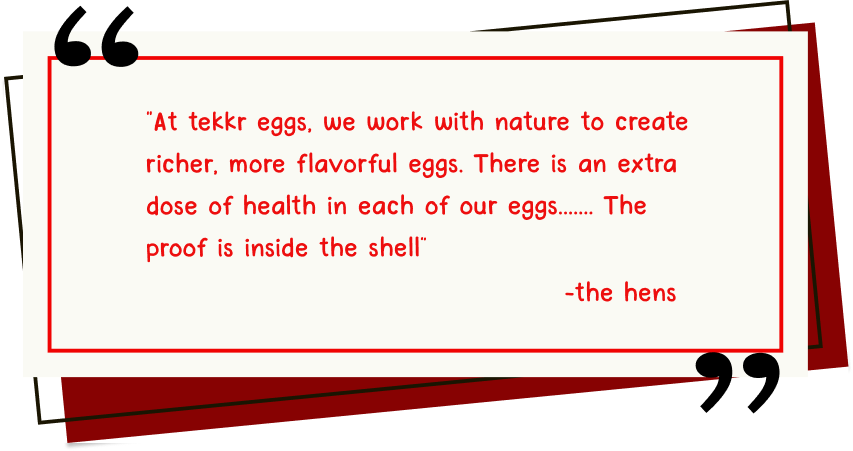 "At tekkr eggs, we work with nature to create
richer, more flavorful eggs. There is an extra
dose of health in each of our eggs....... The
proof is inside the shell"
-the hens